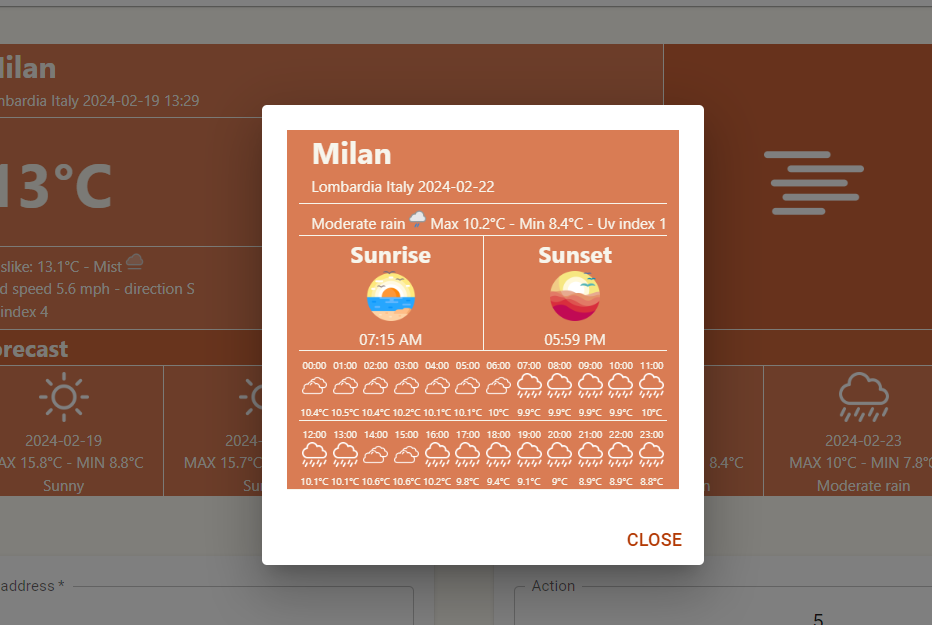 Milan
Lombardia Italy 2024-02-22
Moderate rain Max 10.2°C - Min 8.4°C - Uv index 1
Sunrise Sunset
07:15 AM 05:59 PM
00:00 01:00 02:00 03:00 04:00 05:00 06:00 07:00 08:00 09:00 10:00 11:00
10.4°C 10.5°C 10.4°C 10.2°C 10.1°C 10.1°C 10°C 9.9°C 9.9°C 9.9°C 9.9°C 10°C
12:00 13:00 14:00 15:00 16:00 17:00 18:00 19:00 20:00 21:00 22:00 23:00
10.1°C 10.1°C 10.6°C 10.6°C 10.2°C 9.8°C 9.4°C 9.1°C 9°C 8.9°C 8.9°C 8.8°C
CLOSE
ilan
mbardia Italy 2024-02-19 13:29
13°C
slike: 13.1°C - Mist
d speed 5.6 mph - direction S
index 4
recast
2024-02-19 2024- 2024-02-23
AX 15.8°C - MIN 8.8°C MAX 15.7°C 8.4°C MAX 10°C - MIN 7.8°C
Sunny Su n Moderate rain
address * Action
5